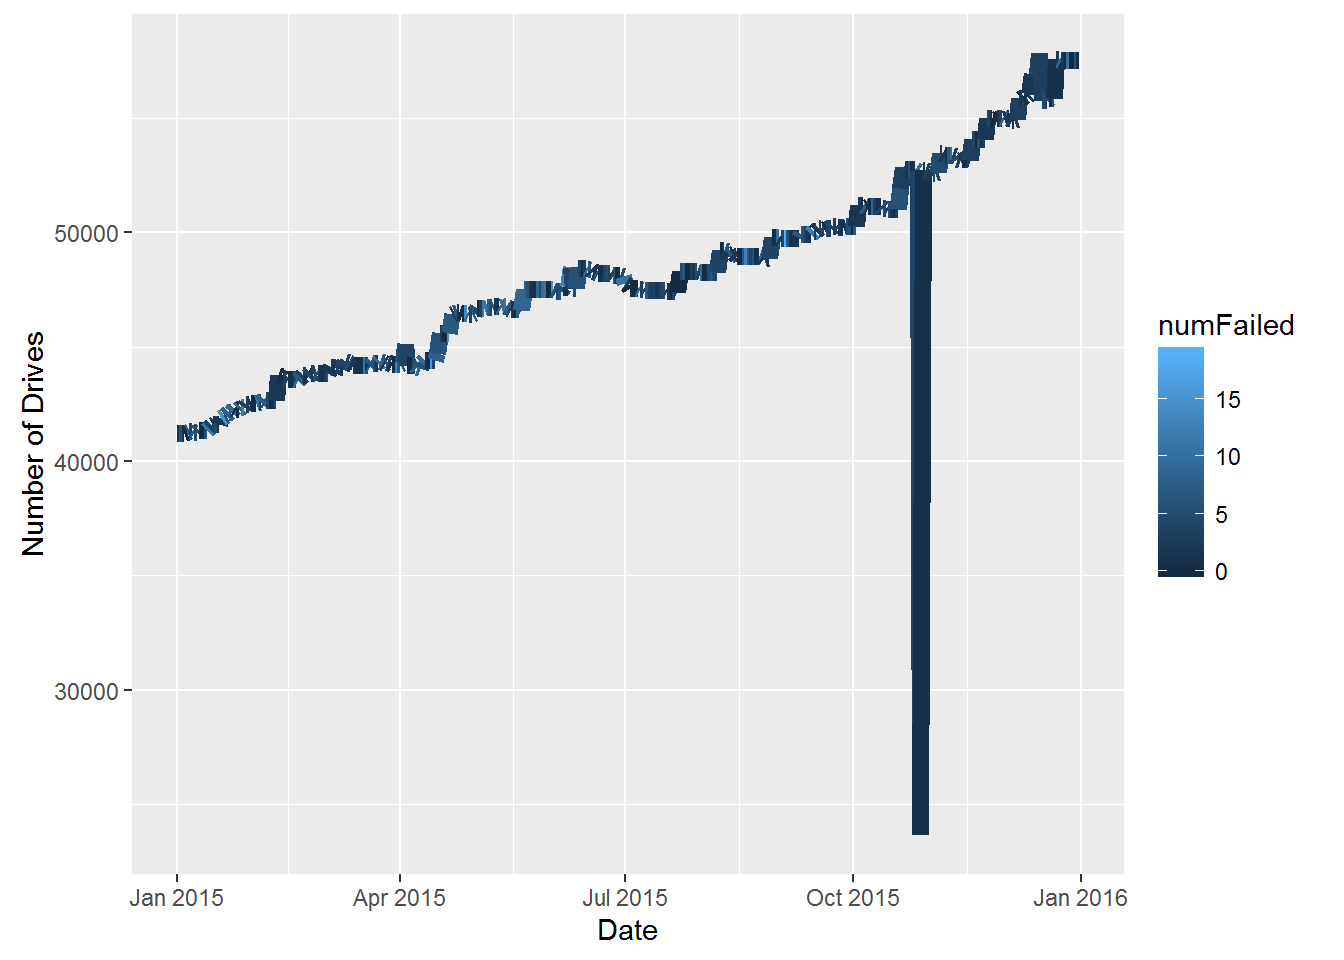 Number of Drives
50000
40000
30000
Jan 2015
Apr 2015
Jul 2015
Oct 2015
Jan 2016
Date
numFailed
15
10
5
0